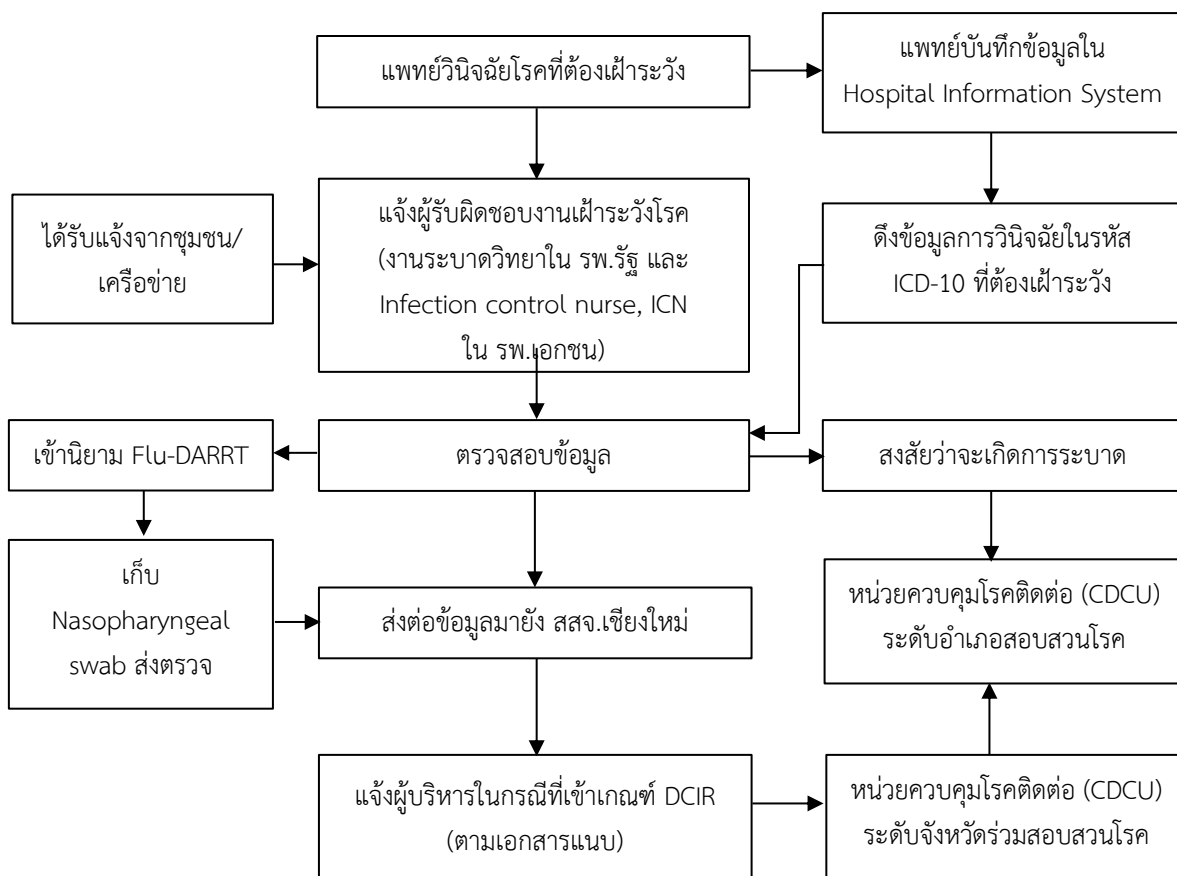 แพทย์วินิจฉัยโรคที่ต้องเฝ้าระวัง
แพทย์บันทึกข้อมูลใน
Hospital Information System
ได้รับแจ้งจากชุมชน/
เครือข่าย
แจ้งผู้รับผิดชอบงานเฝ้าระวังโรค
(งานระบาดวิทยาใน รพ.รัฐ และ
Infection control nurse, ICN
ใน รพ.เอกชน)
ดึงข้อมูลการวินิจฉัยในรหัส
ICD-10 ที่ต้องเฝ้าระวัง
เข้านิยาม Flu-DARRT
ตรวจสอบข้อมูล
สงสัยว่าจะเกิดการระบาด
เก็บ
Nasopharyngeal
swab ส่งตรวจ
ส่งต่อข้อมูลมายัง สสจ.เชียงใหม่
หน่วยควบคุมโรคติดต่อ (CDCU)
ระดับอำเภอสอบสวนโรค
แจ้งผู้บริหารในกรณีที่เข้าเกณฑ์ DCIR
(ตามเอกสารแนบ)
หน่วยควบคุมโรคติดต่อ (CDCU)
ระดับจังหวัดร่วมสอบสวนโรค